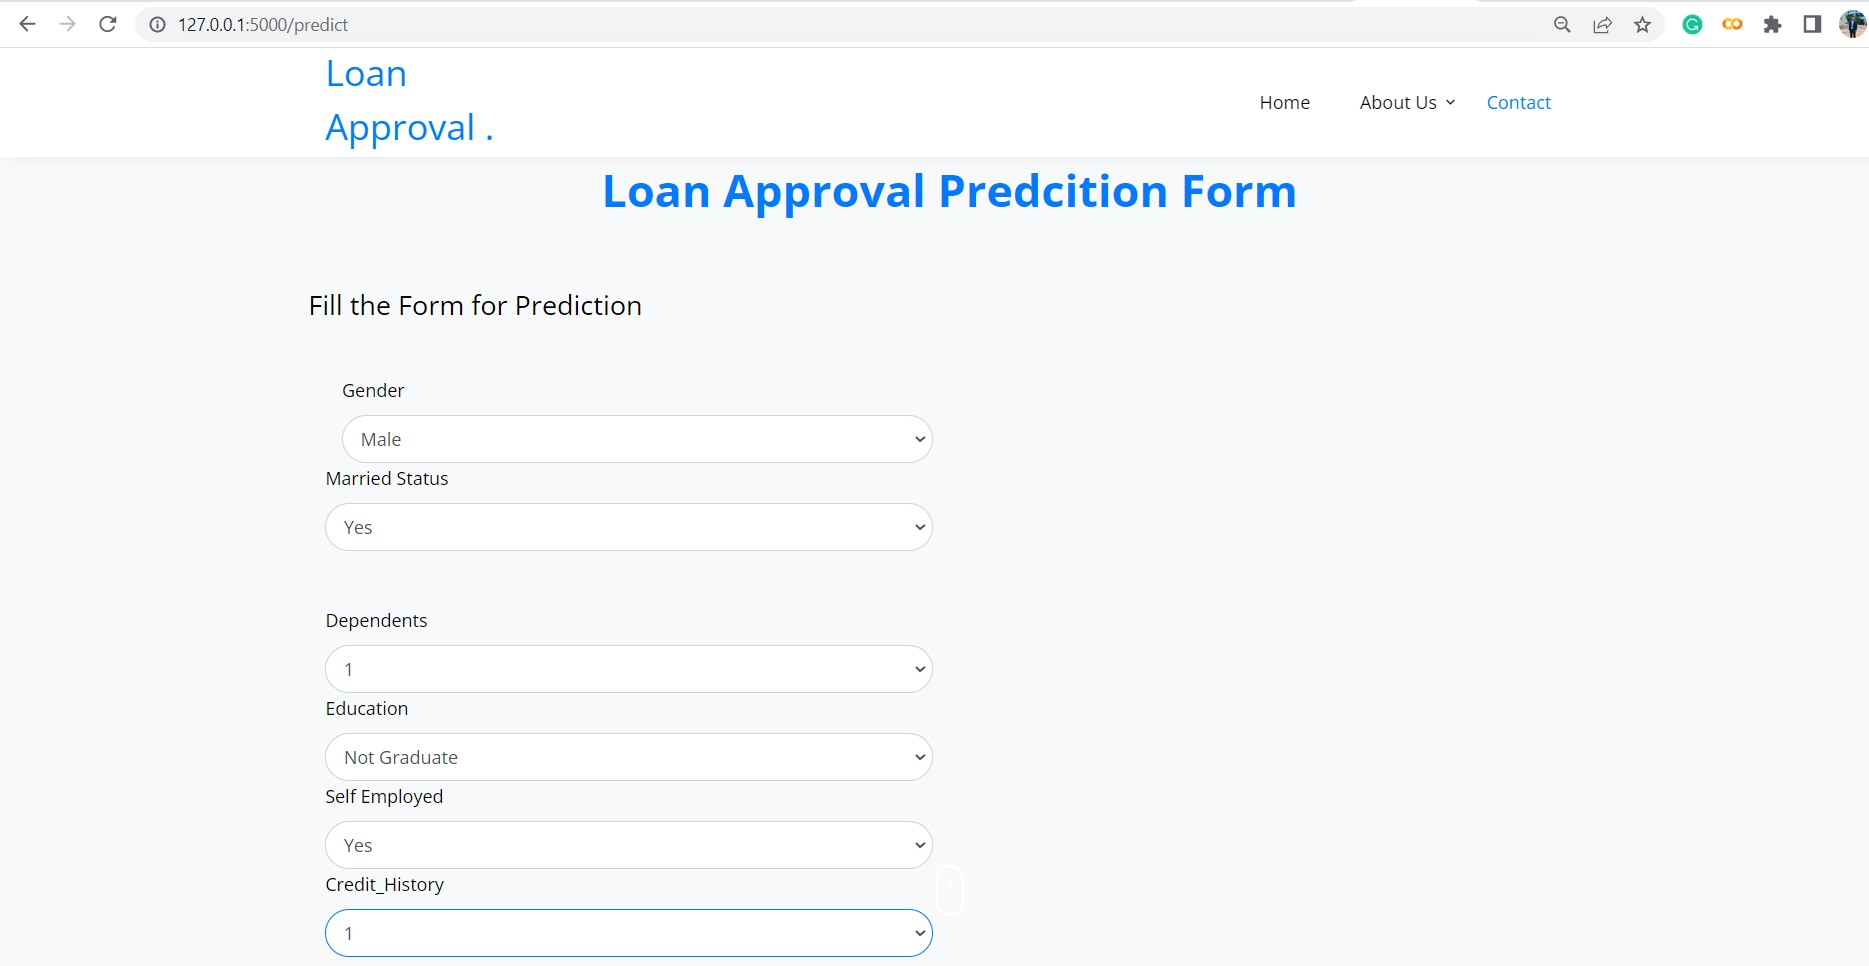 127.0.0.1:5000/predict
Loan
Approval .
Home About Us Contact
Loan Approval Predcition Form
Fill the Form for Prediction
Gender
Male
Married Status
Yes
Dependents
1
Education
Not Graduate
Self Employed
Yes
Credit_History
1